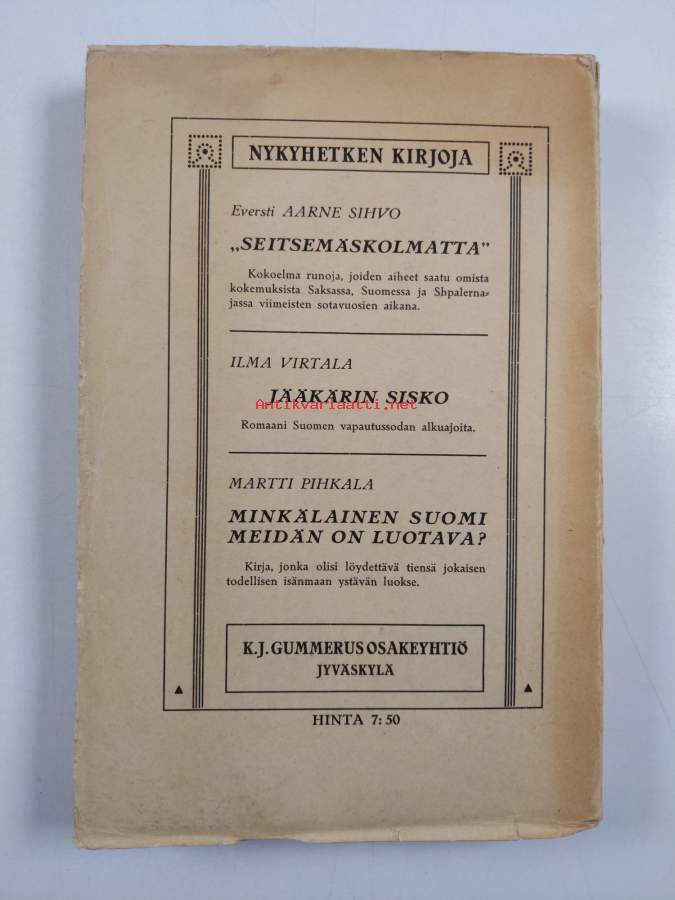 NYKYHETKEN KIRJOJA
Eversti AARNE SIHVO
„SEITSEMÄSKOLMATTA”
Kokoelma runoja, joiden aiheet saatu omista
kokemuksista Saksassa, Suomessa ja Shpalerna-
jassa viimeisten sotavuosien aikana.
ILMA VIRTALA
JÄÄKÄRIN SISKO
Antikvariaatti.net
Romaani Suomen vapautussodan alkuajoita.
MARTTI PIHKALA
MINKÄLAINEN SUOMI
MEIDÄN ON LUOTAVA?
Kirja, jonka olisi löydettävä tiensä jokaisen
todellisen isänmaan ystävän luokse.
K.J. GUMMERUS OSAKEYHTIÖ
JYVÄSKYLÄ
HINTA 7:50